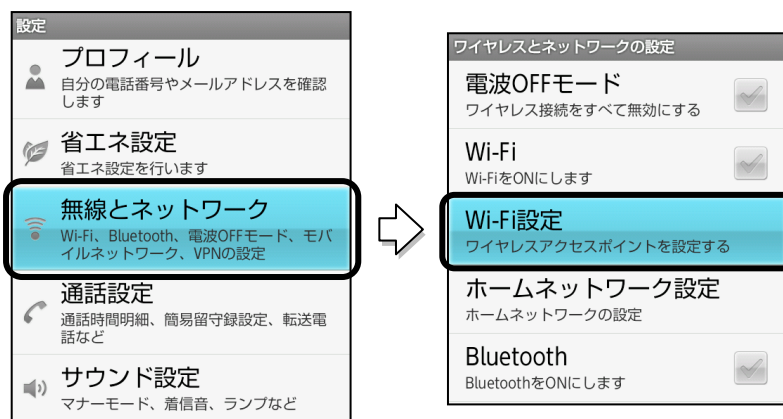 設定
プロフィール
自分の電話番号やメールアドレスを確認
します
省エネ設定
省エネ設定を行います
無線とネットワーク
Wi-Fi、Bluetooth、電波OFFモード、モバ
イルネットワーク、VPNの設定
通話設定
通話時間明細、簡易留守録設定、転送電
話など
サウンド設定
マナーモード、着信音、ランプなど
ワイヤレスとネットワークの設定
電波OFFモード
ワイヤレス接続をすべて無効にする
Wi-Fi
Wi-FiをONにします
Wi-Fi設定
ワイヤレスアクセスポイントを設定する
ホームネットワーク設定
ホームネットワークの設定
Bluetooth
BluetoothをONにします